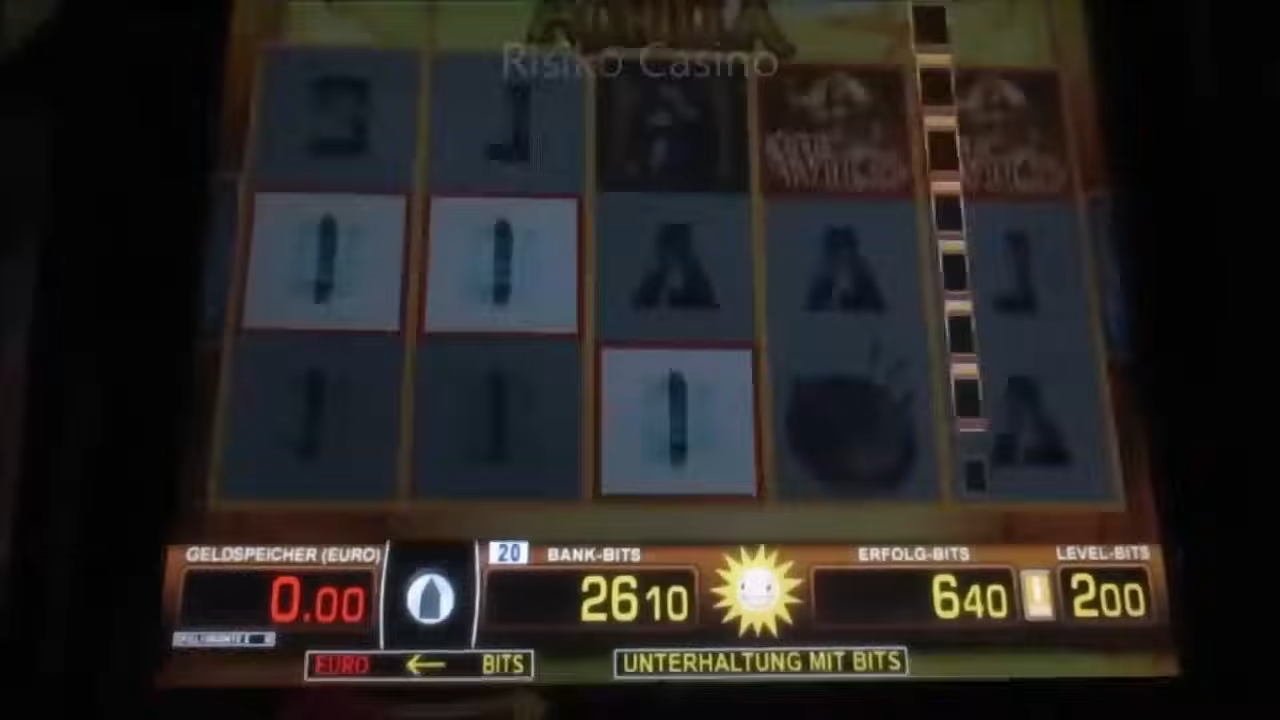 Risiko Casino
J
A
A
J
A
GELDSPEICHER (EURO)
20
BANK-BITS
ERFOLG-BITS
LEVEL-BITS
0.00
2610
640
200
EURO
BITS
UNTERHALTUNG MIT BITS